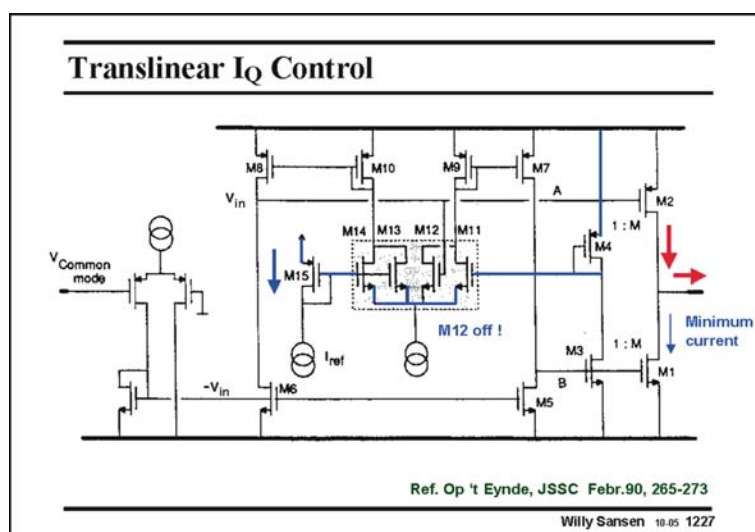 Translinear IQ Control
M8
M10
M9
M7
Vin
A
M2
M14
M13
M12
M11
1 : M
M4
VCommon
mode
M15
M12 off !
Minimum
current
Iref
M3
1 : M
M1
B
-Vin
M6
M5
Ref. Op 't Eynde, JSSC Febr.90, 265-273
Willy Sansen 10-05 1227